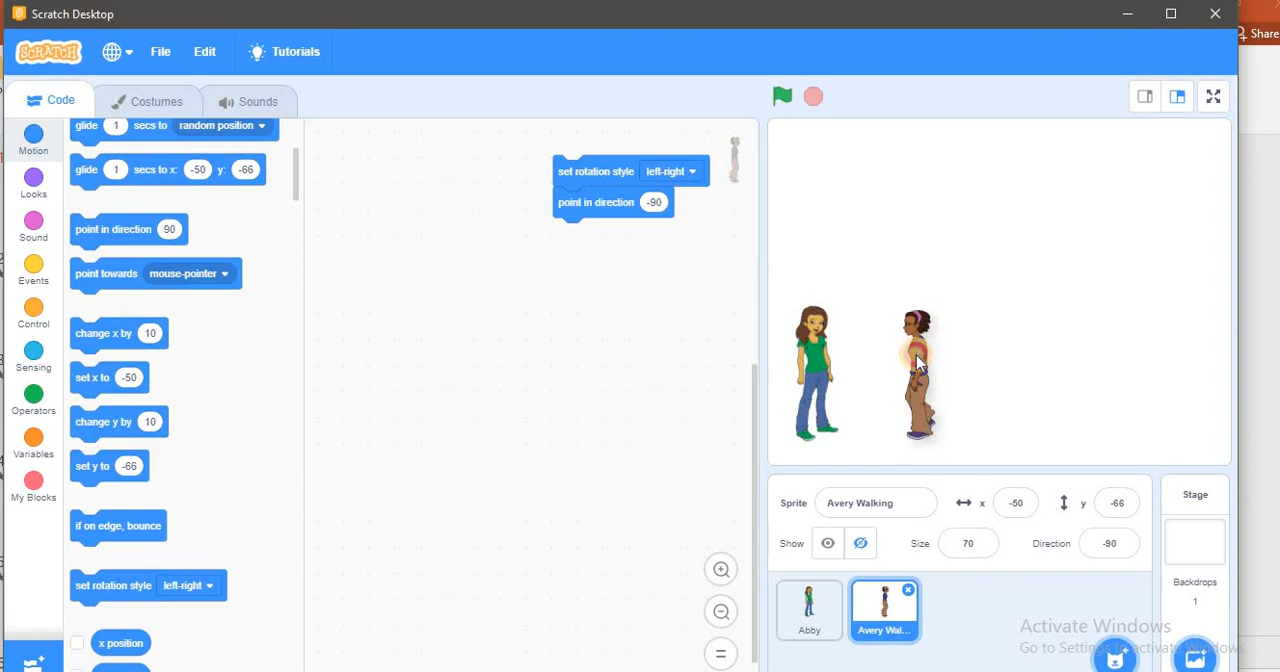 Scratch Desktop
Share
SCRATCH File Edit Tutorials
Code Costumes Sounds
Motion
Looks
Sound
Events
Control
Sensing
Operators
Variables
My Blocks
glide 1 secs to random position
glide 1 secs to x: -50 y: -66
point in direction 90
point towards mouse-pointer
change x by 10
set x to -50
change y by 10
set y to -66
if on edge, bounce
set rotation style left-right
x position
set rotation style left-right
point in direction -90
Sprite Avery Walking x -50 y -66
Show Size 70 Direction -90
Abby
Avery Wal...
Stage
Backdrops
1
Activate Windows
Go to Settings to activate Windows.